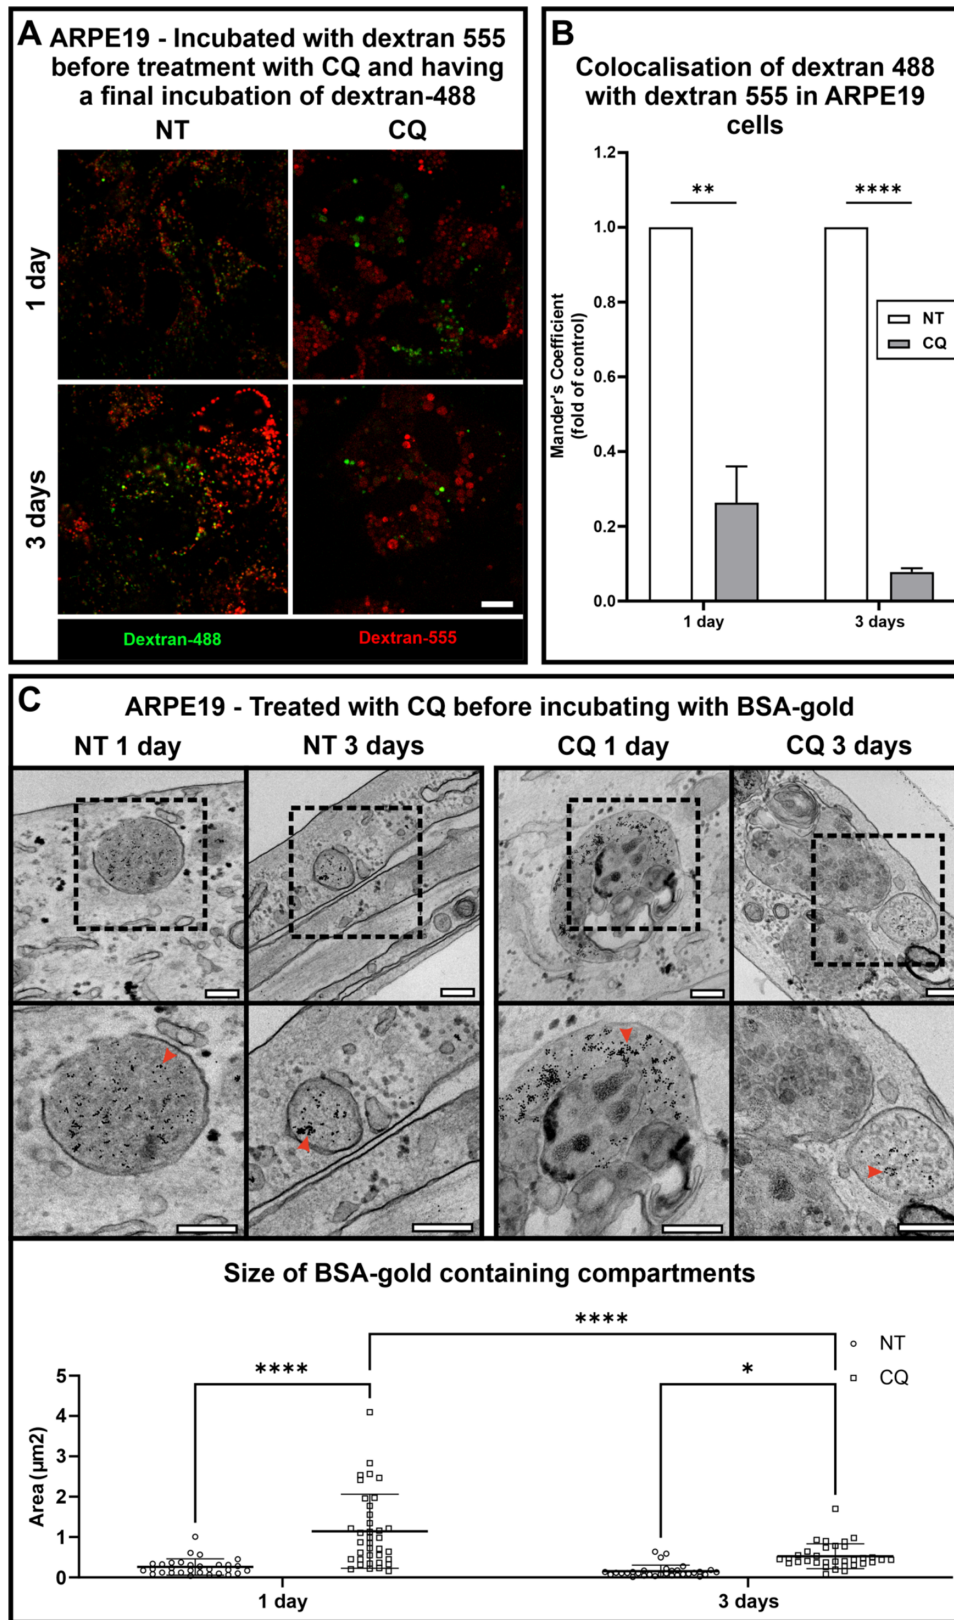 A
ARPE19 - Incubated with dextran 555
before treatment with CQ and having
a final incubation of dextran-488
NT CQ
1 day
3 days
Dextran-488 Dextran-555
B
Colocalisation of dextran 488
with dextran 555 in ARPE19
cells
Mander's Coefficient
(fold of control)
1.2
1.0
0.8
0.6
0.4
0.2
0.0
** ****
NT
CQ
1 day 3 days
C
ARPE19 - Treated with CQ before incubating with BSA-gold
NT 1 day NT 3 days CQ 1 day CQ 3 days
Size of BSA-gold containing compartments
Area (µm2)
5
4
3
2
1
0
****
**** *
NT
CQ
1 day 3 days